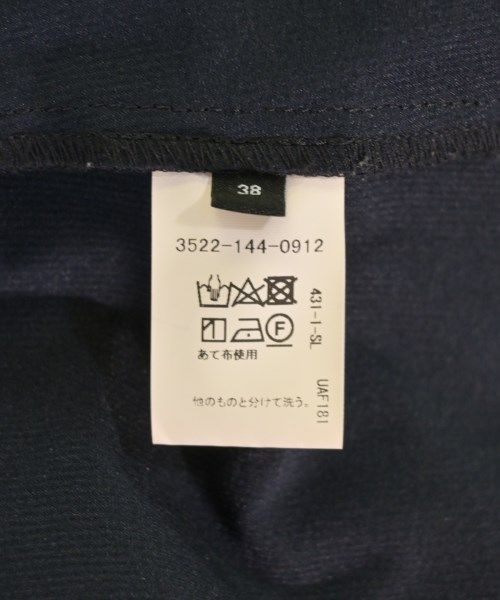 38
3522-144-0912
F
あて布使用
他のものと分けて洗う。
431-1-SL
UAF181